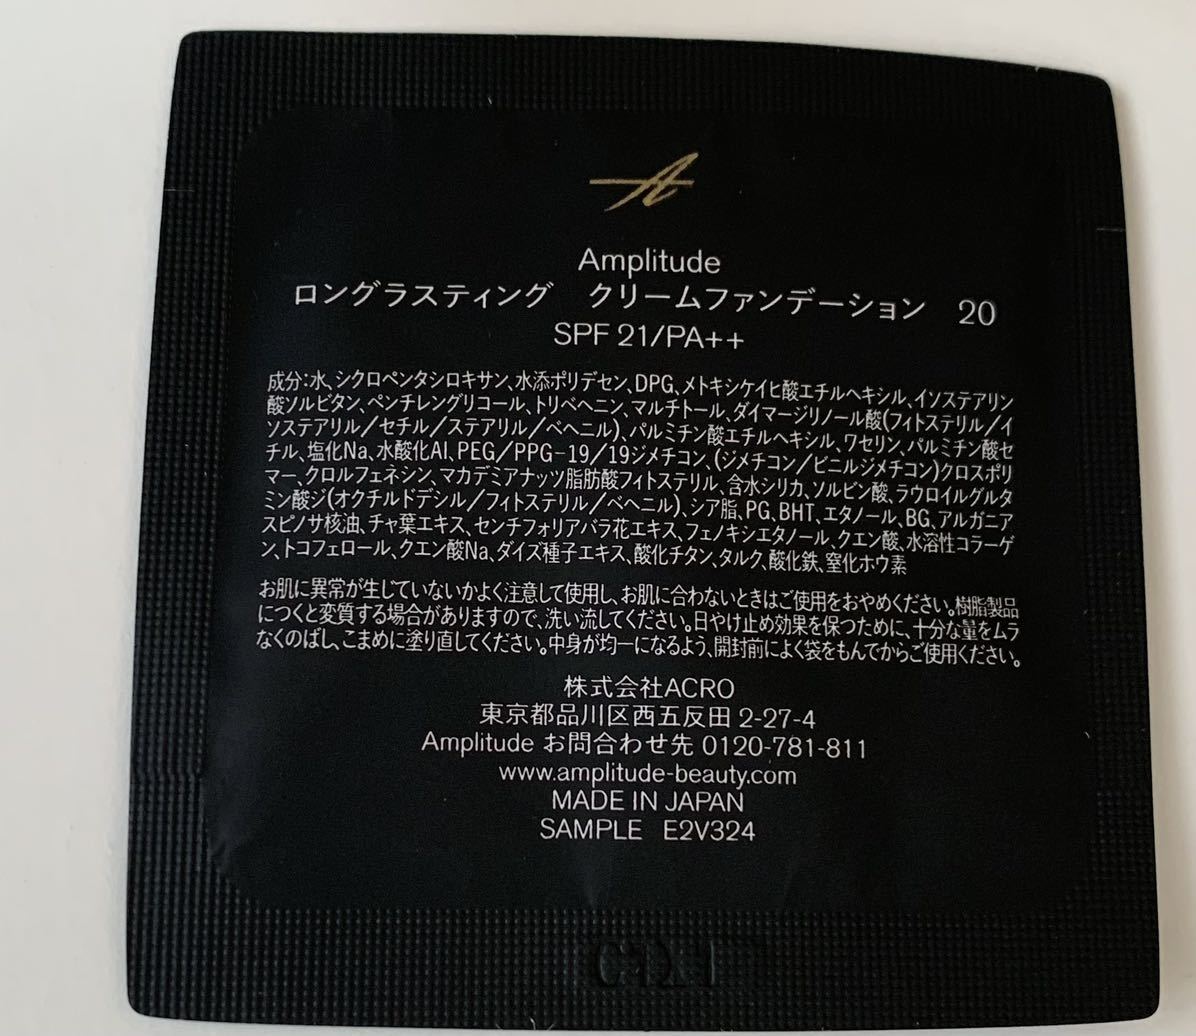 Amplitude
ロングラスティング　クリームファンデーション　20
SPF 21/PA++
成分:水、シクロペンタシロキサン、水添ポリデセン、DPG、メトキシケイヒ酸エチルヘキシル、イソステアリン
酸ソルビタン、ペンチレングリコール、トリベヘニン、マルチトール、ダイマージリノール酸(フィトステリル/イ
ソステアリル/セチル/ステアリル/ベヘニル)、パルミチン酸エチルヘキシル、ワセリン、パルミチン酸セ
チル、塩化Na、水酸化Al、PEG/PPG-19/19ジメチコン、(ジメチコン/ビニルジメチコン)クロスポリ
マー、クロルフェネシン、マカデミアナッツ脂肪酸フィトステリル、含水シリカ、ソルビン酸、ラウロイルグルタ
ミン酸ジ(オクチルドデシル/フィトステリル/ベヘニル)、シア脂、PG、BHT、エタノール、BG、アルガニア
スピノサ核油、チャ葉エキス、センチフォリアバラ花エキス、フェノキシエタノール、クエン酸、水溶性コラーゲ
ン、トコフェロール、クエン酸Na、ダイズ種子エキス、酸化チタン、タルク、酸化鉄、窒化ホウ素
お肌に異常が生じていないかよく注意して使用し、お肌に合わないときはご使用をおやめください。樹脂製品
につくと変質する場合がありますので、洗い流してください。日やけ止め効果を保つために、十分な量をムラ
なくのばし、こまめに塗り直してください。中身が均一になるよう、開封前によく袋をもんでからご使用ください。
株式会社ACRO
東京都品川区西五反田 2-27-4
Amplitude お問合わせ先 0120-781-811
www.amplitude-beauty.com
MADE IN JAPAN
SAMPLE　E2V324